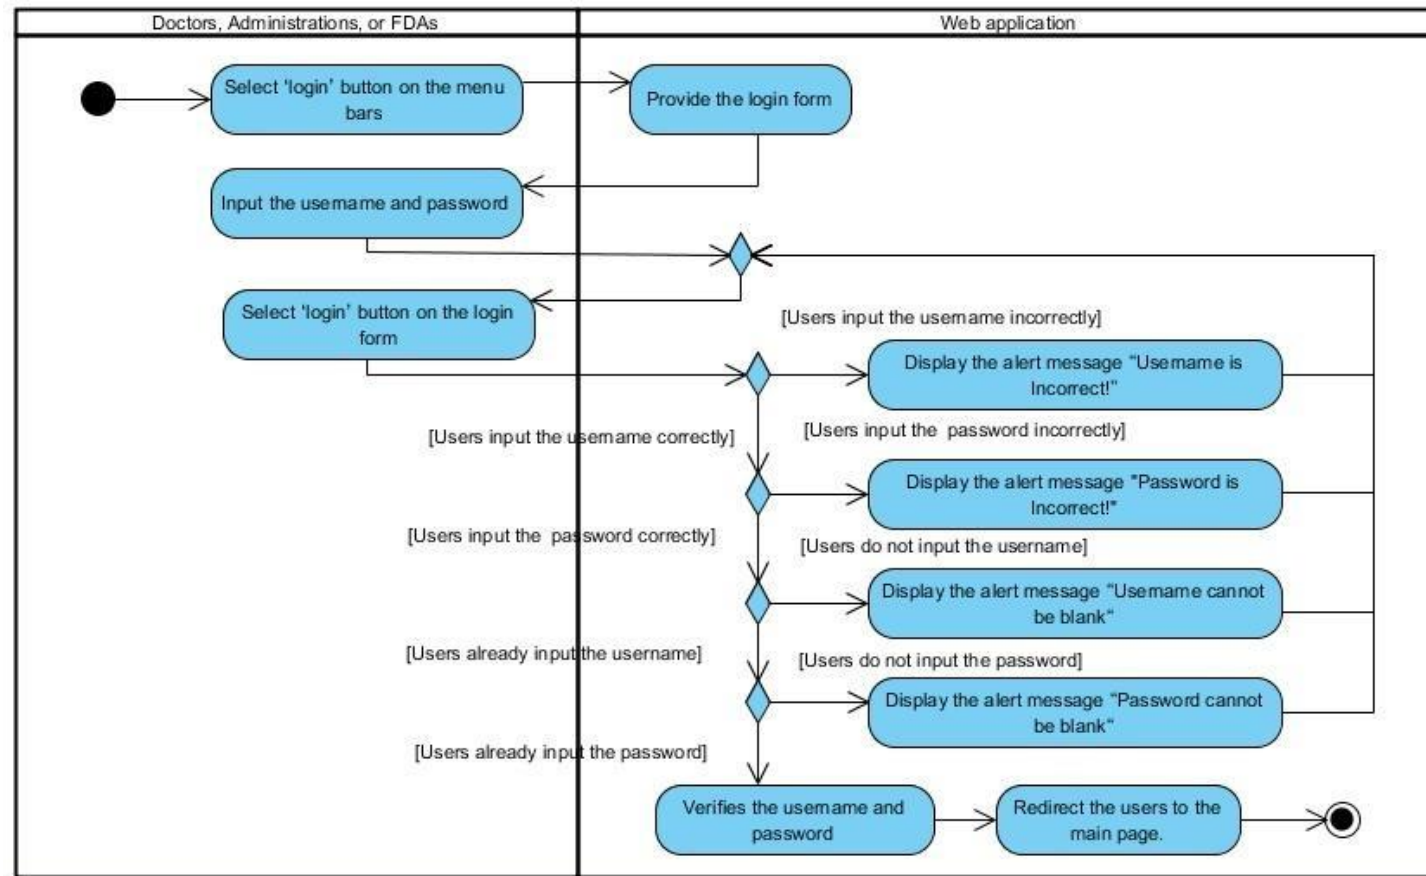 Doctors, Administrations, or FDAs
Web application
Select ‘login’ button on the menu
bars
Provide the login form
Input the username and password
Select ‘login’ button on the login
form
[Users input the username incorrectly]
Display the alert message “Username is
Incorrect!”
[Users input the username correctly]
[Users input the  password incorrectly]
Display the alert message "Password is
Incorrect!"
[Users input the  password correctly]
[Users do not input the username]
Display the alert message “Username cannot
be blank“
[Users already input the username]
[Users do not input the password]
Display the alert message “Password cannot
be blank“
[Users already input the password]
Verifies the username and
password
Redirect the users to the
main page.